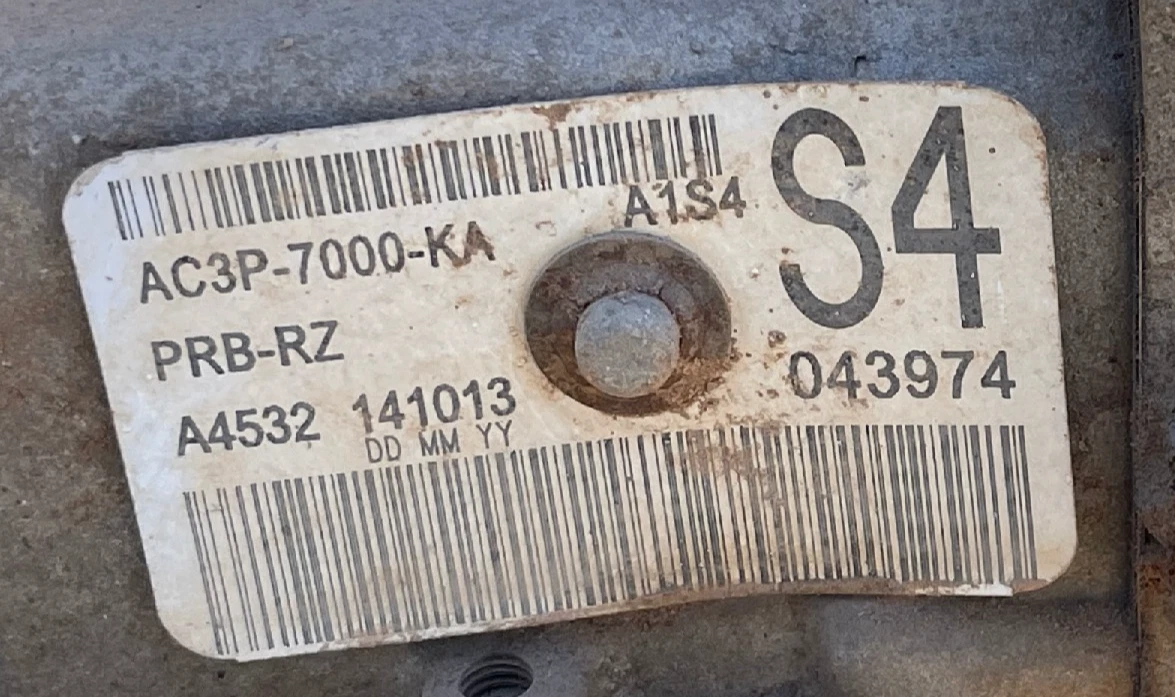 A1S4
S4
AC3P-7000-KA
PRB-RZ
A4532 141013
DD MM YY
043974